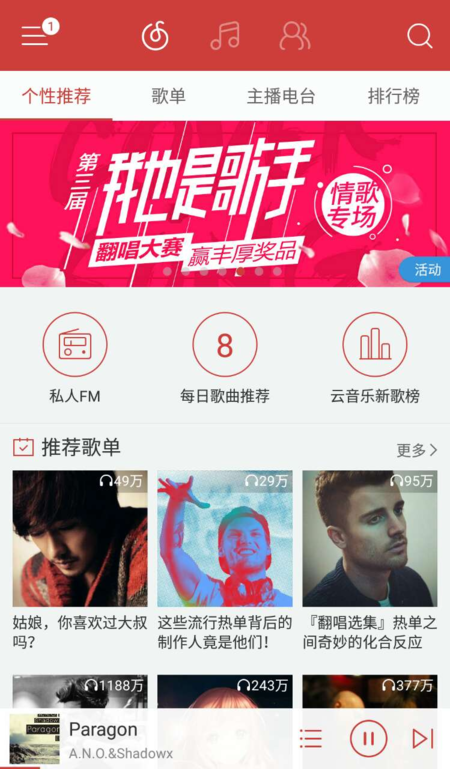 1
个性推荐
歌单
主播电台
排行榜
第三届
我也是歌手
翻唱大赛 赢丰厚奖品
情歌
专场
活动
私人FM
8
每日歌曲推荐
云音乐新歌榜
推荐歌单
更多
49万
29万
95万
姑娘，你喜欢过大叔
吗？
这些流行热单背后的
制作人竟是他们！
『翻唱选集』热单之
间奇妙的化合反应
1188万
243万
377万
Shadowx
Paragon
Paragon
A.N.O.&Shadowx